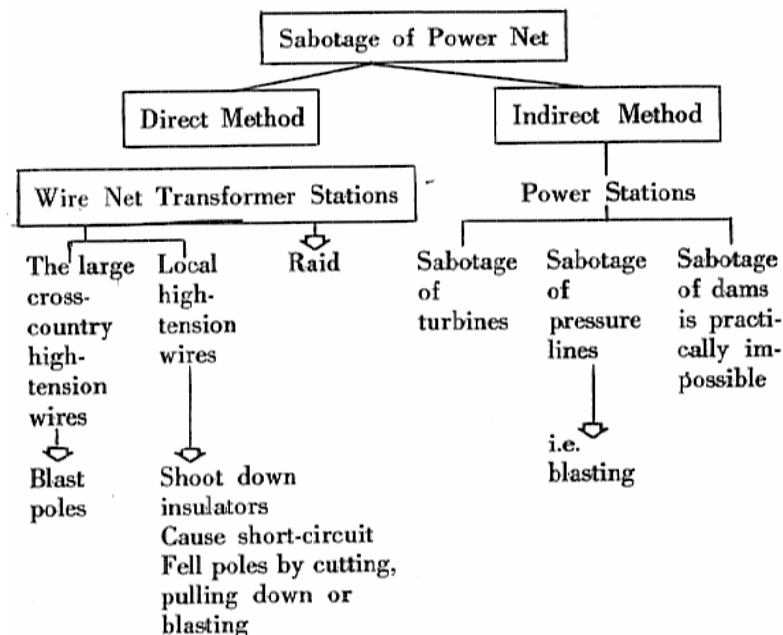 Sabotage of Power Net
Direct Method
Indirect Method
Wire Net Transformer Stations
Power Stations
The large
cross-
country
high-
tension
wires
Local
high-
tension
wires
Raid
Sabotage
of
turbines
Sabotage
of
pressure
lines
Sabotage
of dams
is practi-
cally im-
possible
Blast
poles
Shoot down
insulators
Cause short-circuit
Fell poles by cutting,
pulling down or
blasting
i.e.
blasting